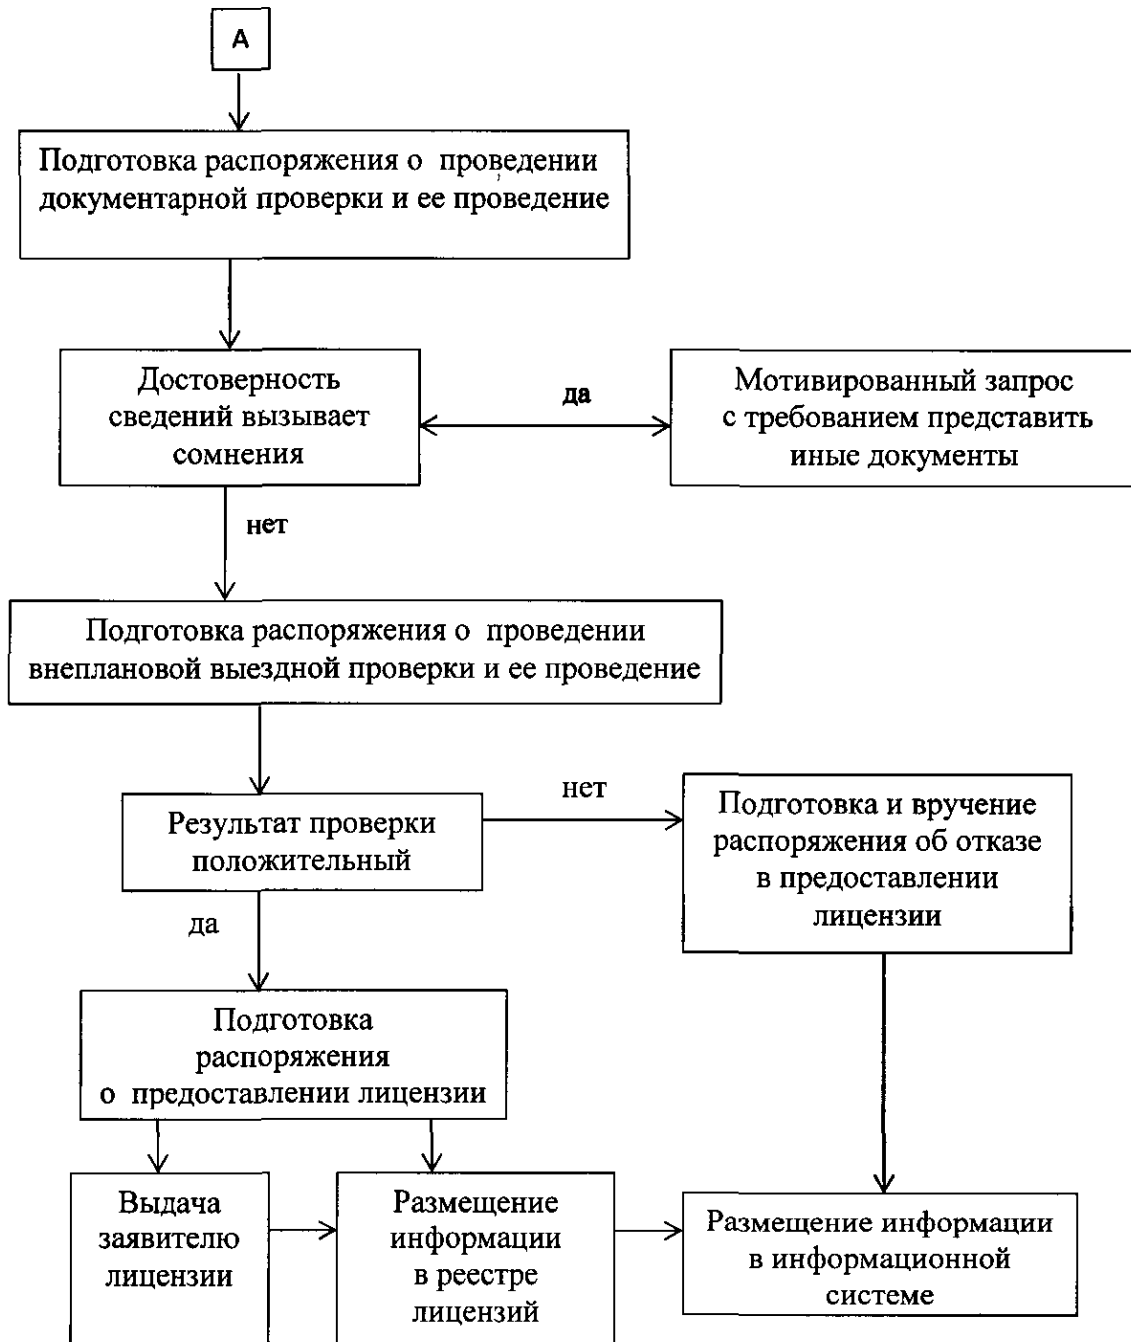 А
Подготовка распоряжения о проведении
документарной проверки и ее проведение
Достоверность
сведений вызывает
сомнения
да
Мотивированный запрос
с требованием представить
иные документы
нет
Подготовка распоряжения о проведении
внеплановой выездной проверки и ее проведение
Результат проверки
положительный
нет
Подготовка и вручение
распоряжения об отказе
в предоставлении
лицензии
да
Подготовка
распоряжения
о предоставлении лицензии
Выдача
заявителю
лицензии
Размещение
информации
в реестре
лицензий
Размещение информации
в информационной
системе